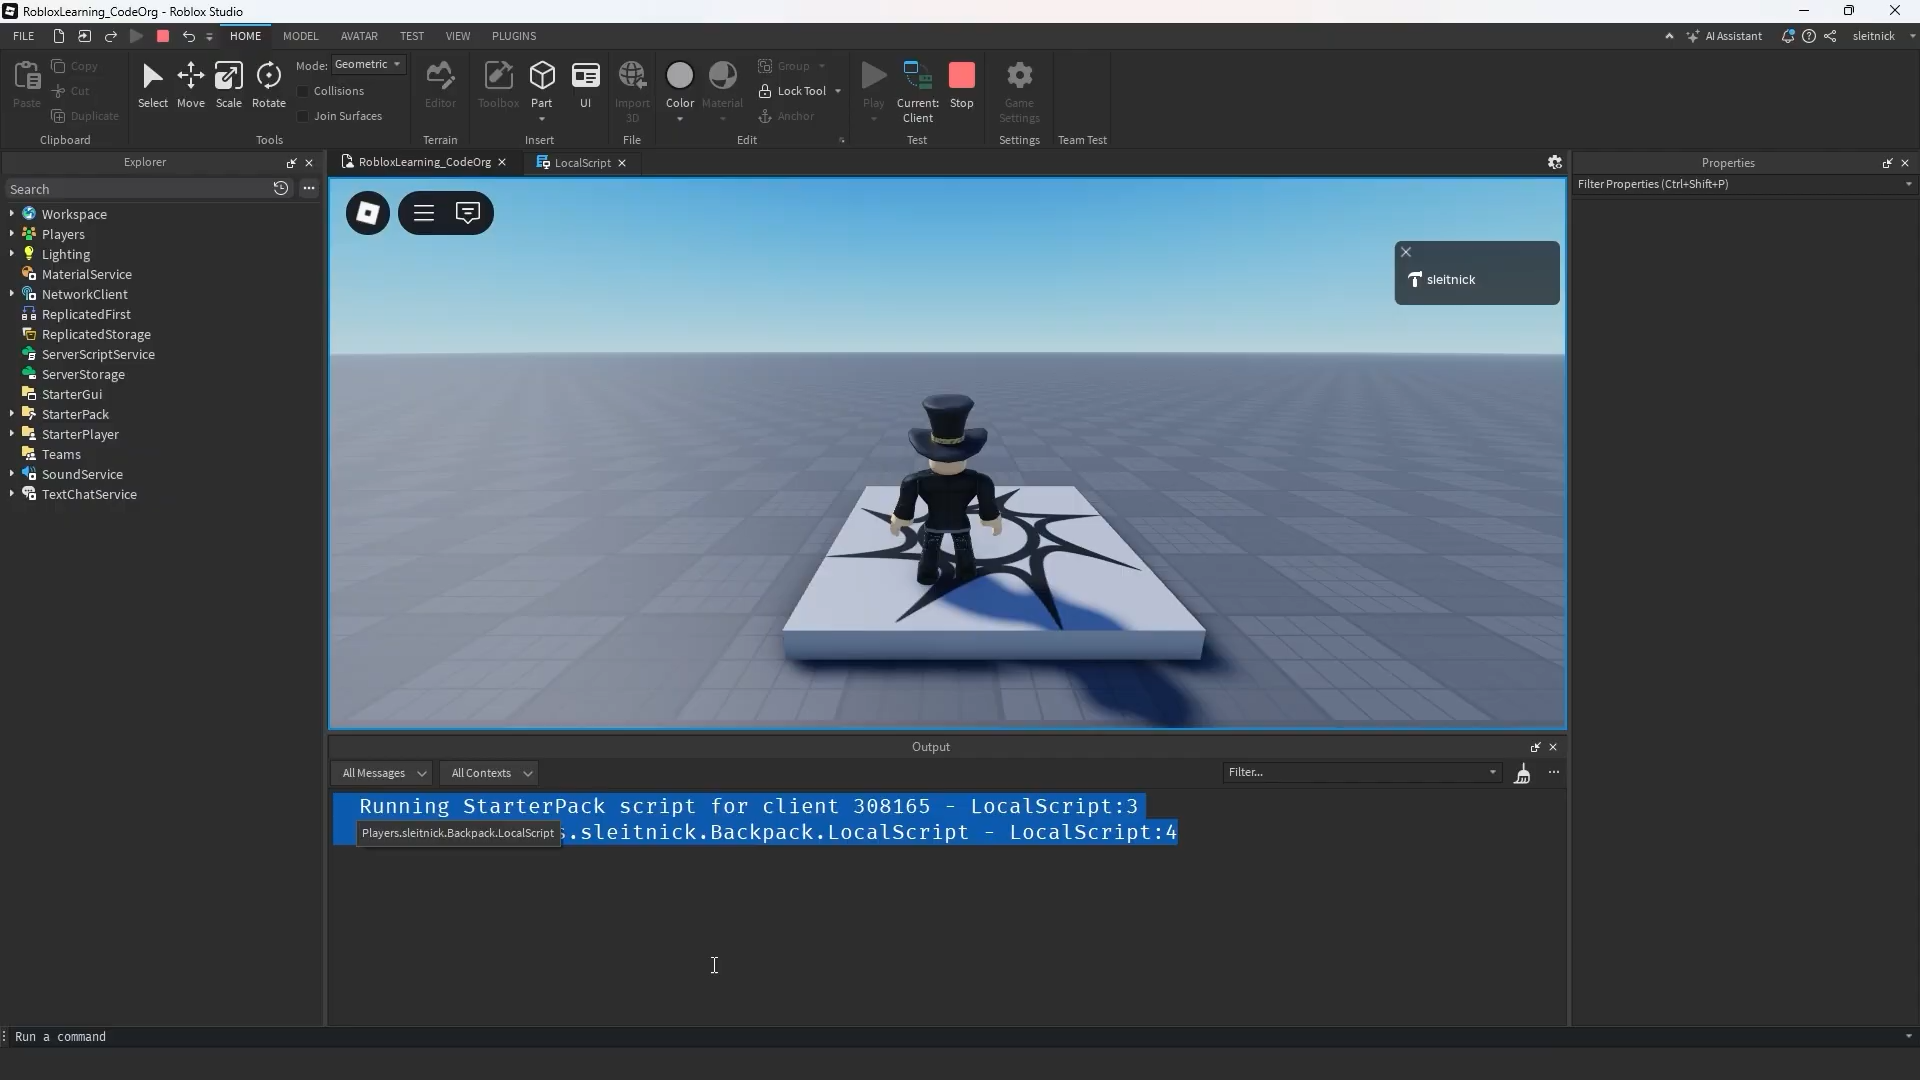 RobloxLearning_CodeOrg - Roblox Studio
FILE HOME MODEL AVATAR TEST VIEW PLUGINS AI Assistant sleitnick
Paste
Copy
Cut
Duplicate
Clipboard
Select Move Scale Rotate
Mode: Geometric
Collisions
Join Surfaces
Tools
Editor
Terrain
Toolbox Part UI
Insert
Import
3D
File
Color Material
Group
Lock Tool
Anchor
Edit
Play
Current:
Client
Stop
Test
Game
Settings
Settings
Team Test
Explorer
Search
Workspace
Players
Lighting
MaterialService
NetworkClient
ReplicatedFirst
ReplicatedStorage
ServerScriptService
ServerStorage
StarterGui
StarterPack
StarterPlayer
Teams
SoundService
TextChatService
RobloxLearning_CodeOrg
LocalScript
sleitnick
Properties
Filter Properties (Ctrl+Shift+P)
Output
All Messages All Contexts Filter...
Running StarterPack script for client 308165 - LocalScript:3
Players.sleitnick.Backpack.LocalScript
.sleitnick.Backpack.LocalScript - LocalScript:4
Run a command